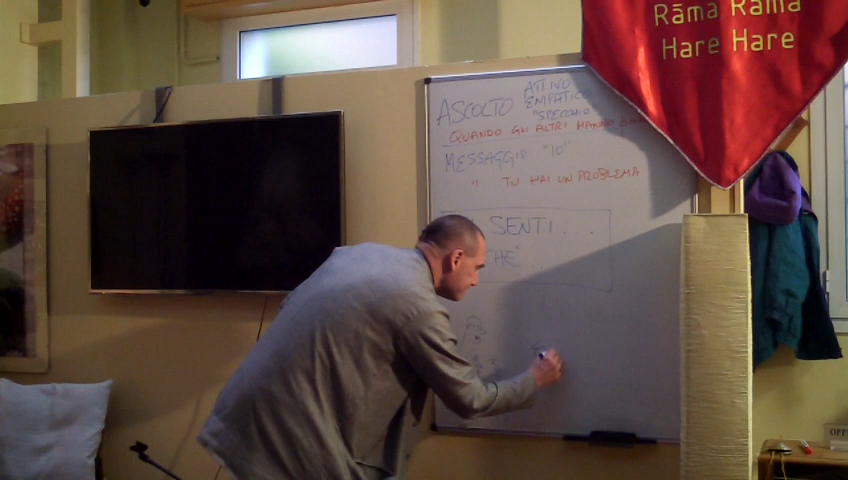 Rāma Rāma
Hare Hare
ASCOLTO ATTIVO
EMPATICO
"SPECCHIO
QUANDO GLI ALTRI HANNO
MESSAGGIO "IO"
" TU HAI UN PROBLEMA
SENTI...
CHE"
OPP